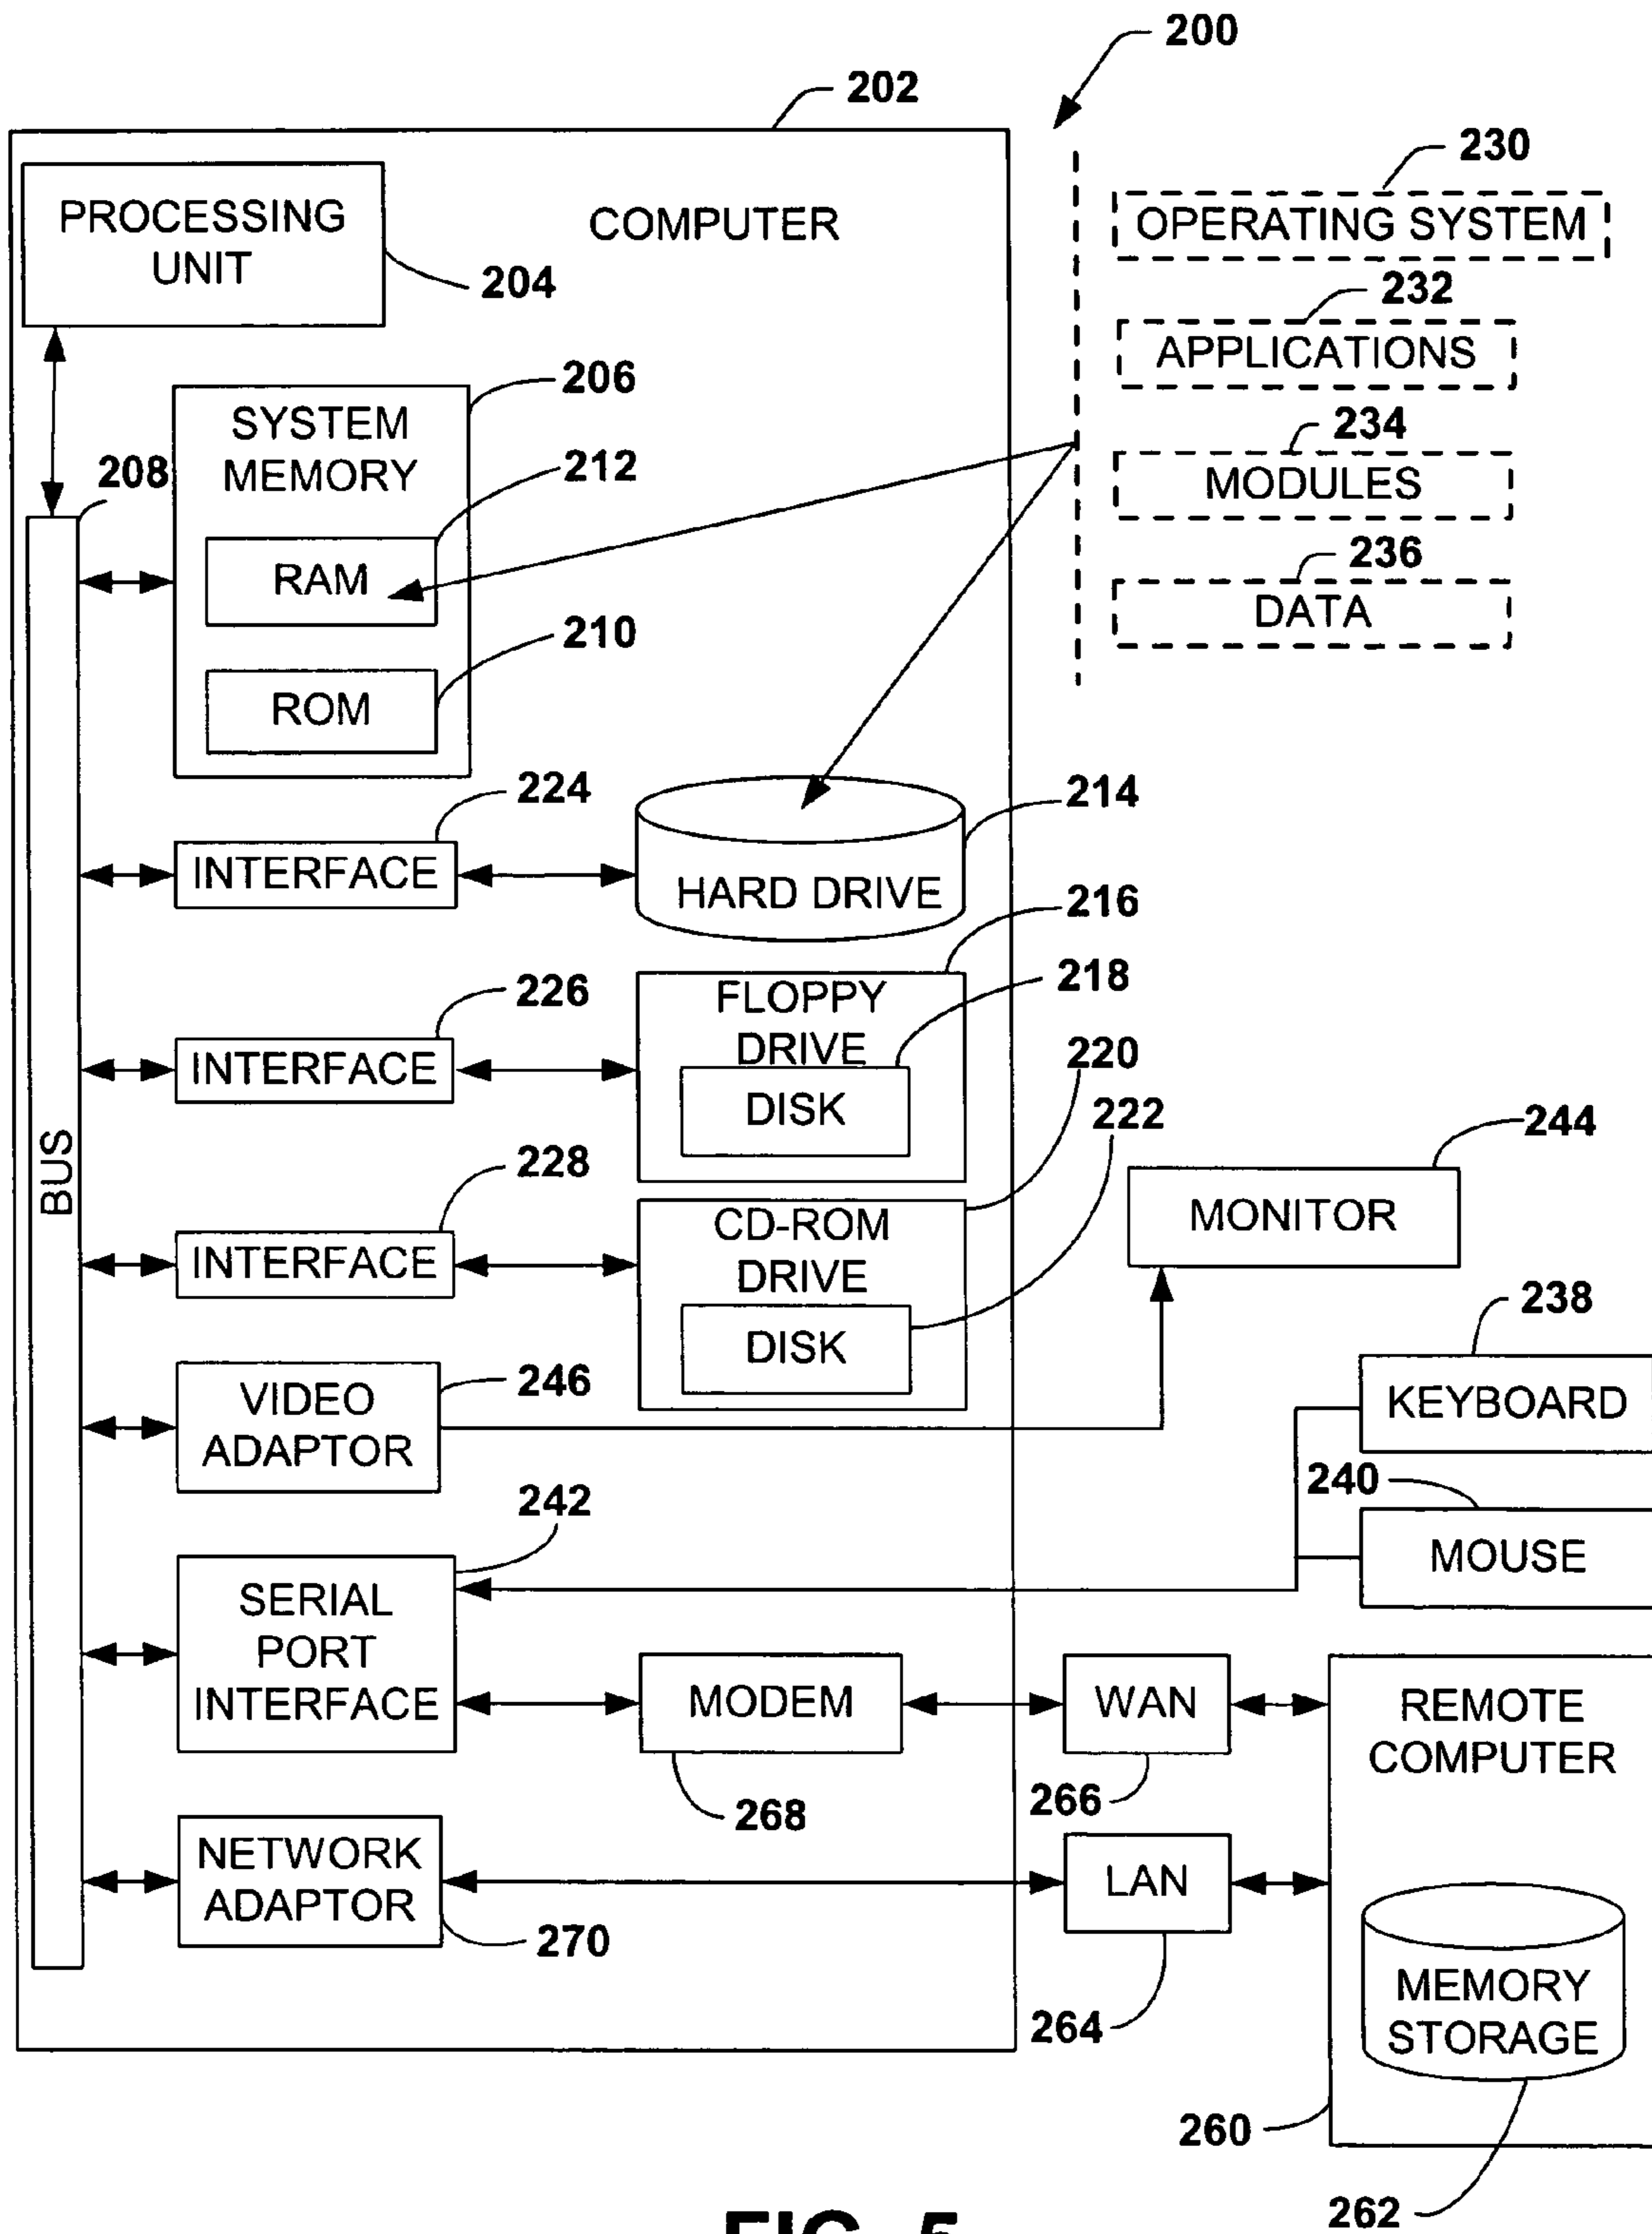 200
202
230
PROCESSING
UNIT
COMPUTER
OPERATING SYSTEM
204
232
APPLICATIONS
206
SYSTEM
MEMORY
234
MODULES
208
212
236
RAM
DATA
210
ROM
224
214
INTERFACE
HARD DRIVE
216
226
218
FLOPPY
DRIVE
INTERFACE
220
DISK
222
244
BUS
228
MONITOR
CD-ROM
DRIVE
INTERFACE
238
DISK
246
VIDEO
ADAPTOR
KEYBOARD
240
242
MOUSE
SERIAL
PORT
INTERFACE
MODEM
WAN
REMOTE
COMPUTER
268
266
NETWORK
ADAPTOR
LAN
270
MEMORY
STORAGE
264
260
262
FIG. 5